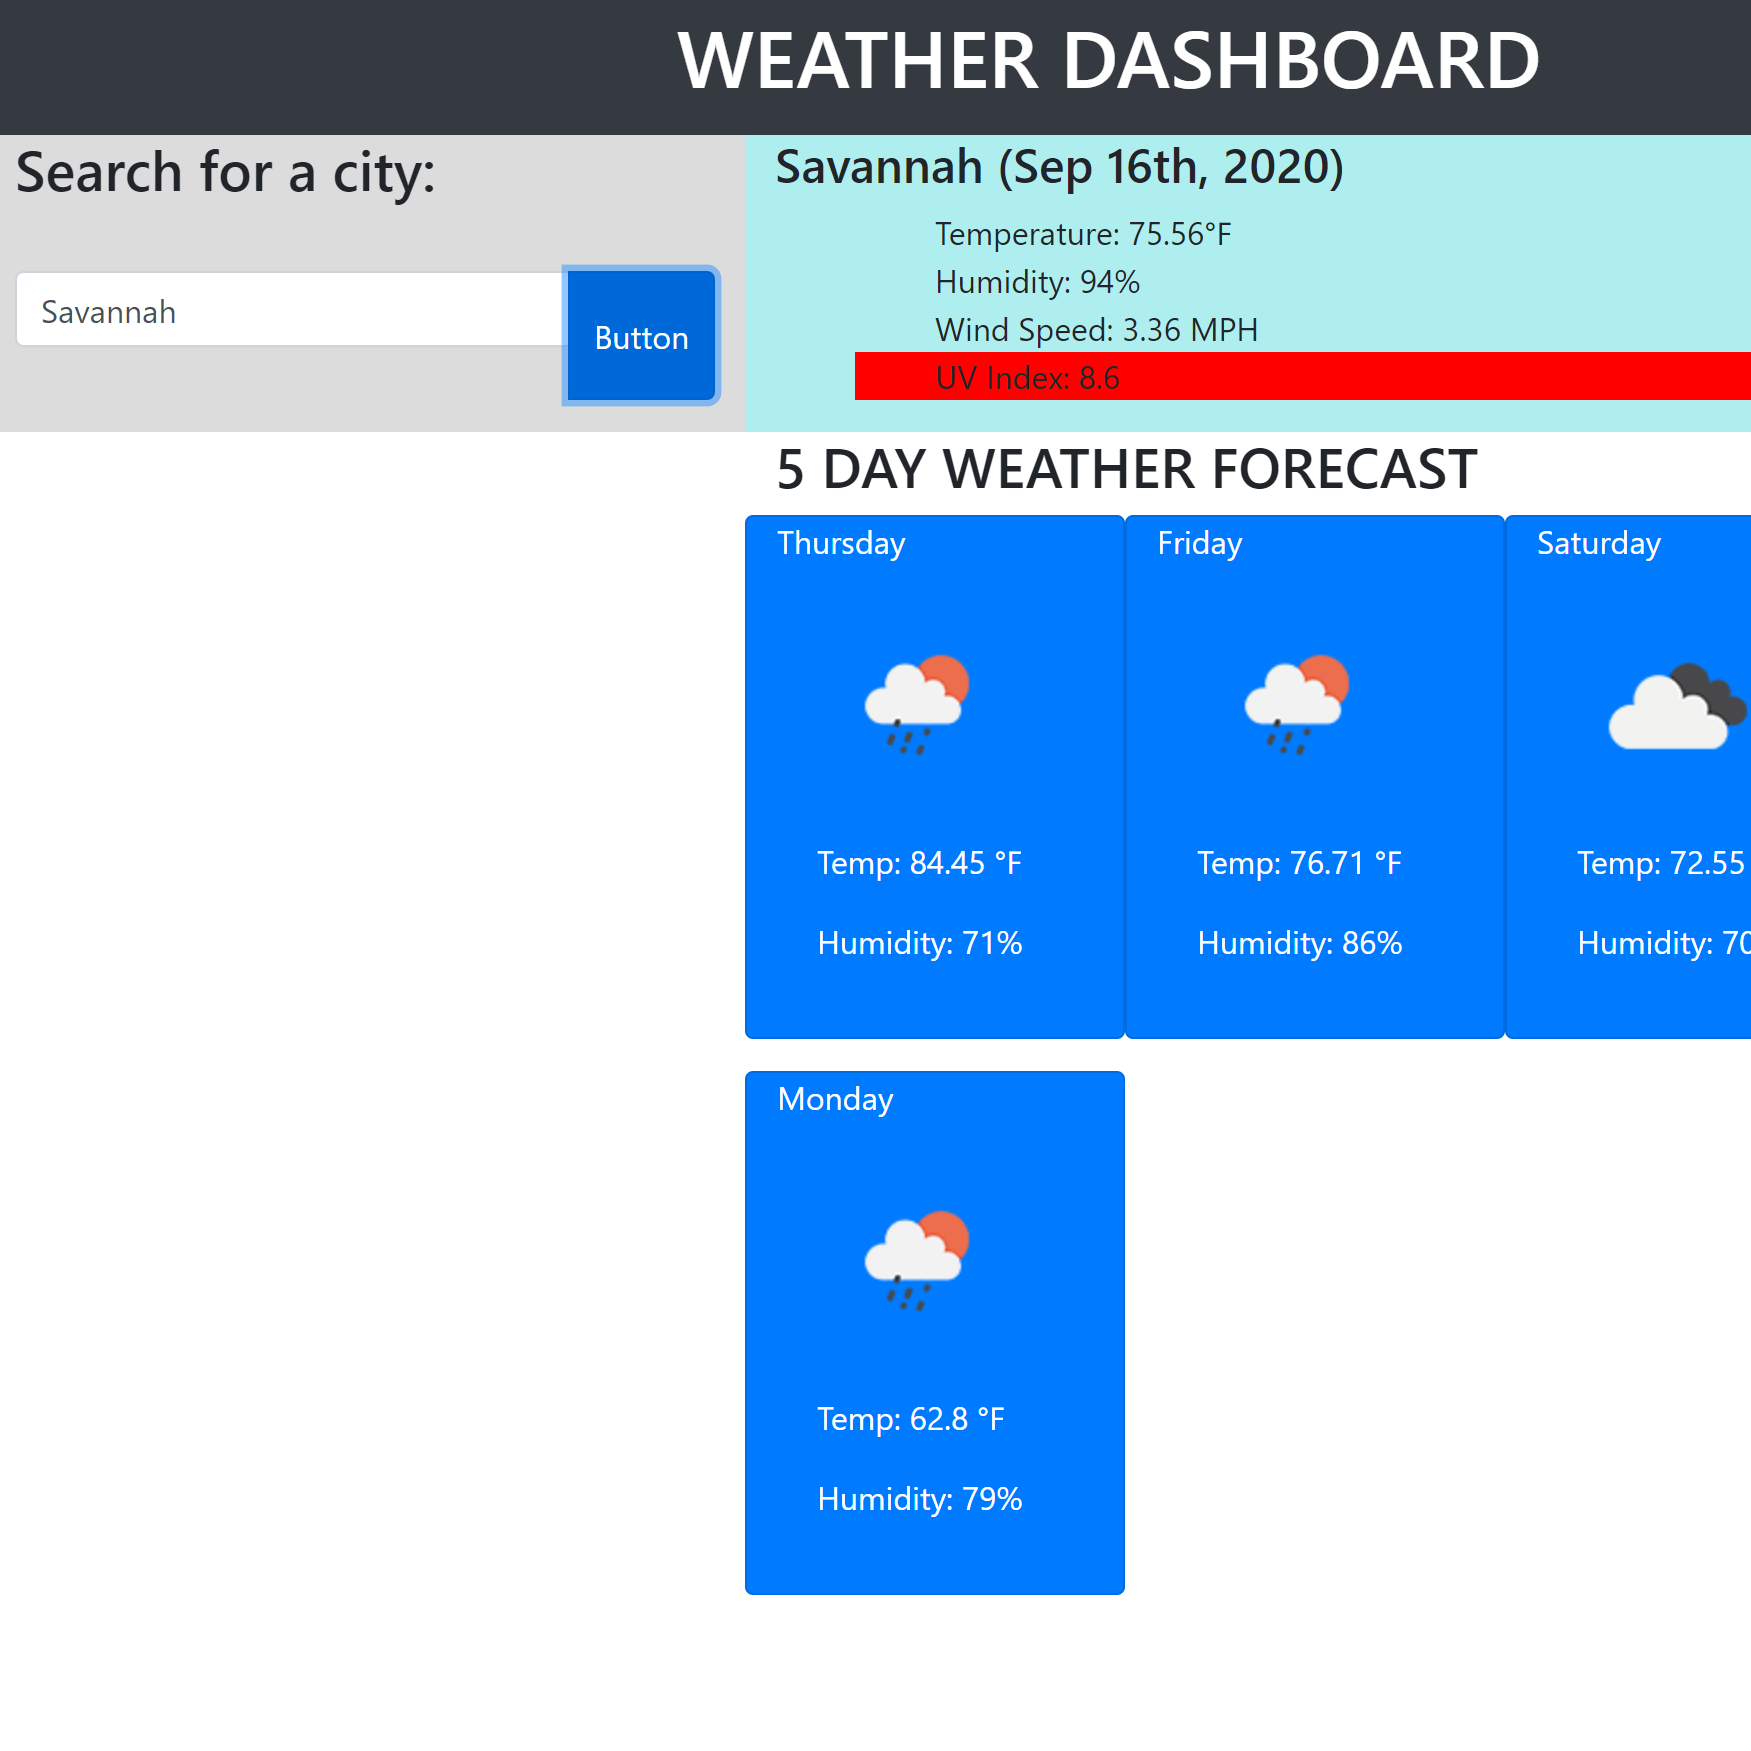 WEATHER DASHBOARD
Search for a city:
Savannah
Button
Savannah (Sep 16th, 2020)
Temperature: 75.56°F
Humidity: 94%
Wind Speed: 3.36 MPH
UV Index: 8.6
5 DAY WEATHER FORECAST
Thursday
Temp: 84.45 °F
Humidity: 71%
Friday
Temp: 76.71 °F
Humidity: 86%
Saturday
Temp: 72.55
Humidity: 70
Monday
Temp: 62.8 °F
Humidity: 79%